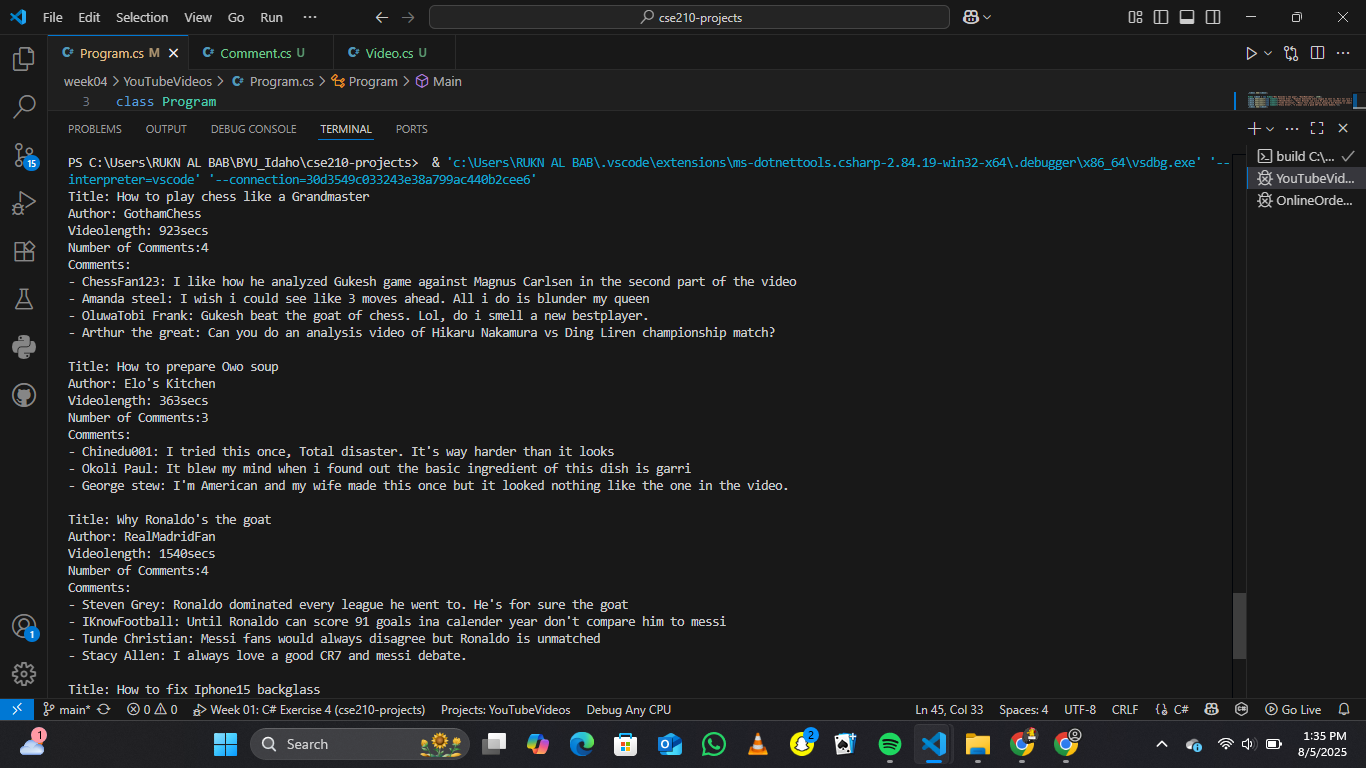 File Edit Selection View Go Run ··· cse210-projects
Program.cs M Comment.cs U Video.cs U
week04 > YouTubeVideos > Program.cs > Program > Main
3 class Program
PROBLEMS OUTPUT DEBUG CONSOLE TERMINAL PORTS
PS C:\Users\RUKN AL BAB\BYU_Idaho\cse210-projects> & 'c:\Users\RUKN AL BAB\.vscode\extensions\ms-dotnettools.csharp-2.84.19-win32-x64\.debugger\x86_64\vsdbg.exe' '--
interpreter=vscode' '--connection=30d3549c033243e38a799ac440b2cee6'
Title: How to play chess like a Grandmaster
Author: GothamChess
Videolength: 923secs
Number of Comments:4
Comments:
- ChessFan123: I like how he analyzed Gukesh game against Magnus Carlsen in the second part of the video
- Amanda steel: I wish i could see like 3 moves ahead. All i do is blunder my queen
- OluwaTobi Frank: Gukesh beat the goat of chess. Lol, do i smell a new bestplayer.
- Arthur the great: Can you do an analysis video of Hikaru Nakamura vs Ding Liren championship match?
Title: How to prepare Owo soup
Author: Elo's Kitchen
Videolength: 363secs
Number of Comments:3
Comments:
- Chinedu001: I tried this once, Total disaster. It's way harder than it looks
- Okoli Paul: It blew my mind when i found out the basic ingredient of this dish is garri
- George stew: I'm American and my wife made this once but it looked nothing like the one in the video.
Title: Why Ronaldo's the goat
Author: RealMadridFan
Videolength: 1540secs
Number of Comments:4
Comments:
- Steven Grey: Ronaldo dominated every league he went to. He's for sure the goat
- IKnowFootball: Until Ronaldo can score 91 goals ina calender year don't compare him to messi
- Tunde Christian: Messi fans would always disagree but Ronaldo is unmatched
- Stacy Allen: I always love a good CR7 and messi debate.
Title: How to fix Iphone15 backglass
build C:\...
YouTubeVid...
OnlineOrde...
15
1
main* 0 0 Week 01: C# Exercise 4 (cse210-projects) Projects: YouTubeVideos Debug Any CPU Ln 45, Col 33 Spaces: 4 UTF-8 CRLF {} C# Go Live
1 Search 2 1:35 PM
8/5/2025